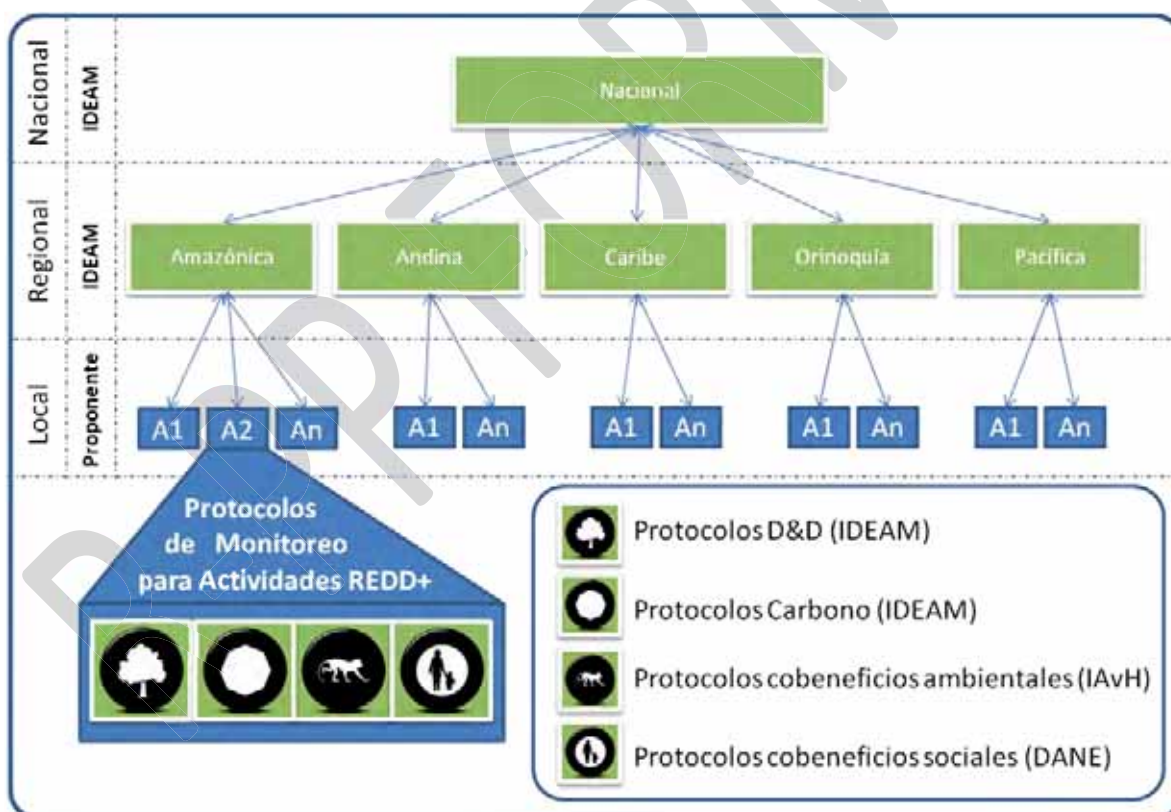 Nacional
IDEAM
Nacional
Regional
IDEAM
Amazónica
Andina
Caribe
Orinoquia
Pacífica
Local
Proponente
A1 A2 An
A1 An
A1 An
A1 An
A1 An
Protocolos
de Monitoreo
para Actividades REDD+
Protocolos D&D (IDEAM)
Protocolos Carbono (IDEAM)
Protocolos cobeneficios ambientales (IAvH)
Protocolos cobeneficios sociales (DANE)